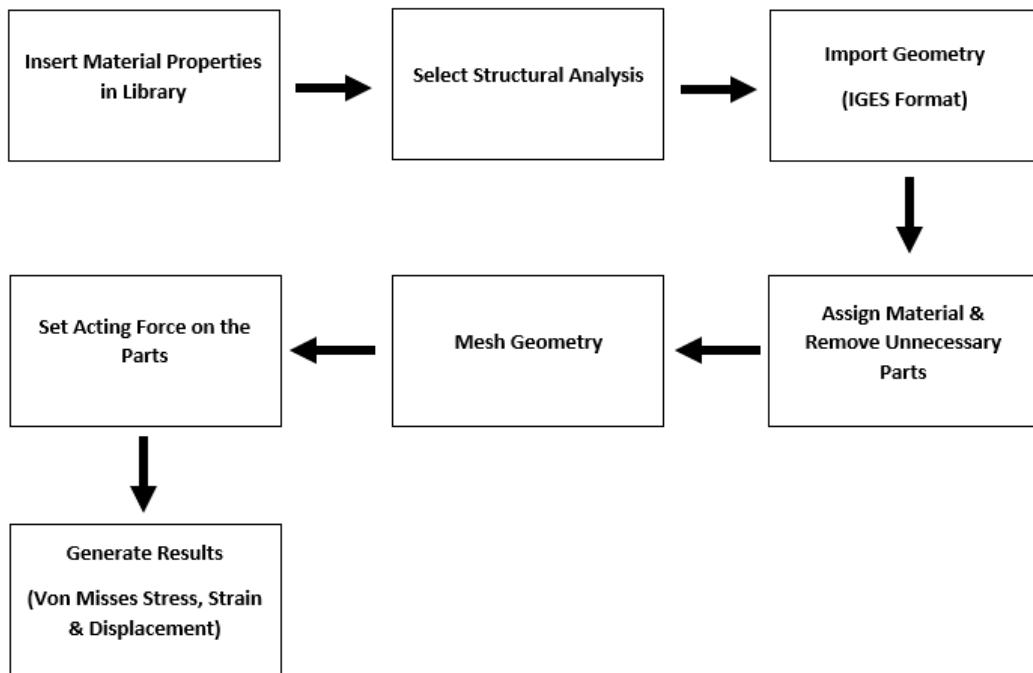 Insert Material Properties
in Library
Select Structural Analysis
Import Geometry
(IGES Format)
Assign Material &
Remove Unnecessary
Parts
Mesh Geometry
Set Acting Force on the
Parts
Generate Results
(Von Misses Stress, Strain
& Displacement)